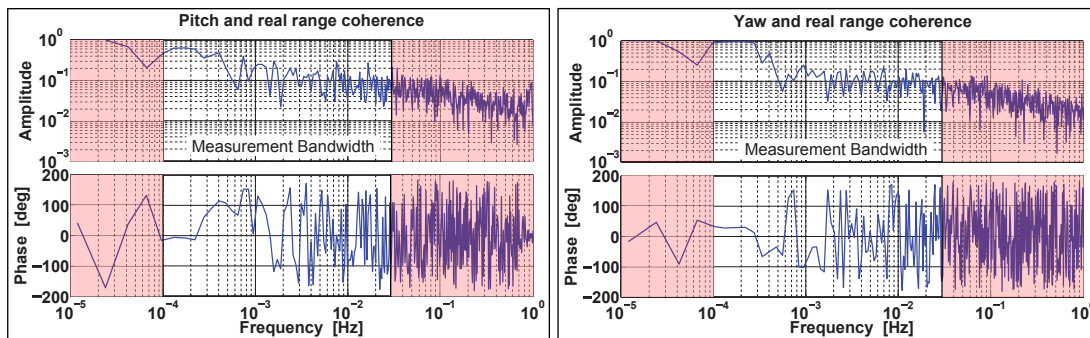 Pitch and real range coherence
Amplitude
10^0
10^-1
10^-2
10^-3
Measurement Bandwidth
Phase [deg]
200
100
0
−100
−200
10^-5 10^-4 10^-3 10^-2 10^-1 10^0
Frequency [Hz]
Yaw and real range coherence
Amplitude
10^0
10^-1
10^-2
10^-3
Measurement Bandwidth
Phase [deg]
200
100
0
−100
−200
10^-5 10^-4 10^-3 10^-2 10^-1 10^0
Frequency [Hz]